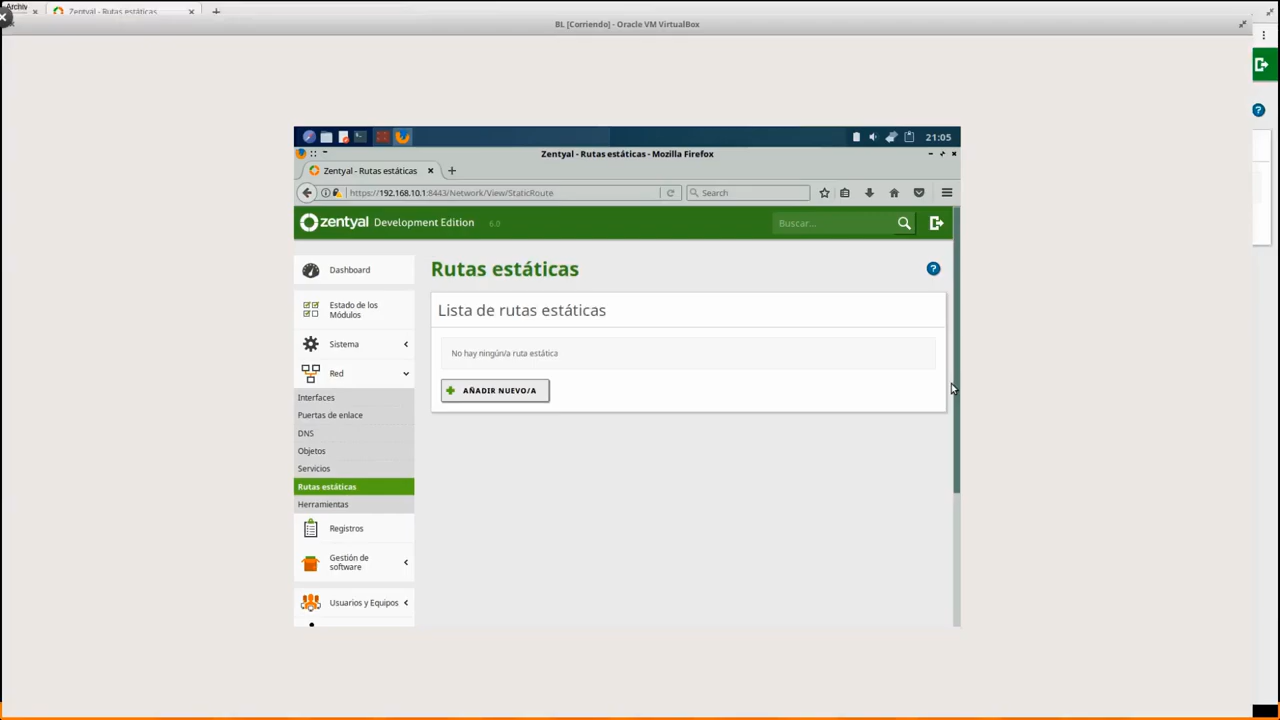 Archiv
Zentyal - Rutas estáticas
BL [Corriendo] - Oracle VM VirtualBox
21:05
Zentyal - Rutas estáticas - Mozilla Firefox
Zentyal - Rutas estáticas
https://192.168.10.1:8443/Network/View/StaticRoute
Search
zentyal Development Edition 6.0
Buscar...
Dashboard
Estado de los
Módulos
Sistema
Red
Interfaces
Puertas de enlace
DNS
Objetos
Servicios
Rutas estáticas
Herramientas
Registros
Gestión de
software
Usuarios y Equipos
Rutas estáticas
Lista de rutas estáticas
No hay ningún/a ruta estática
AÑADIR NUEVO/A